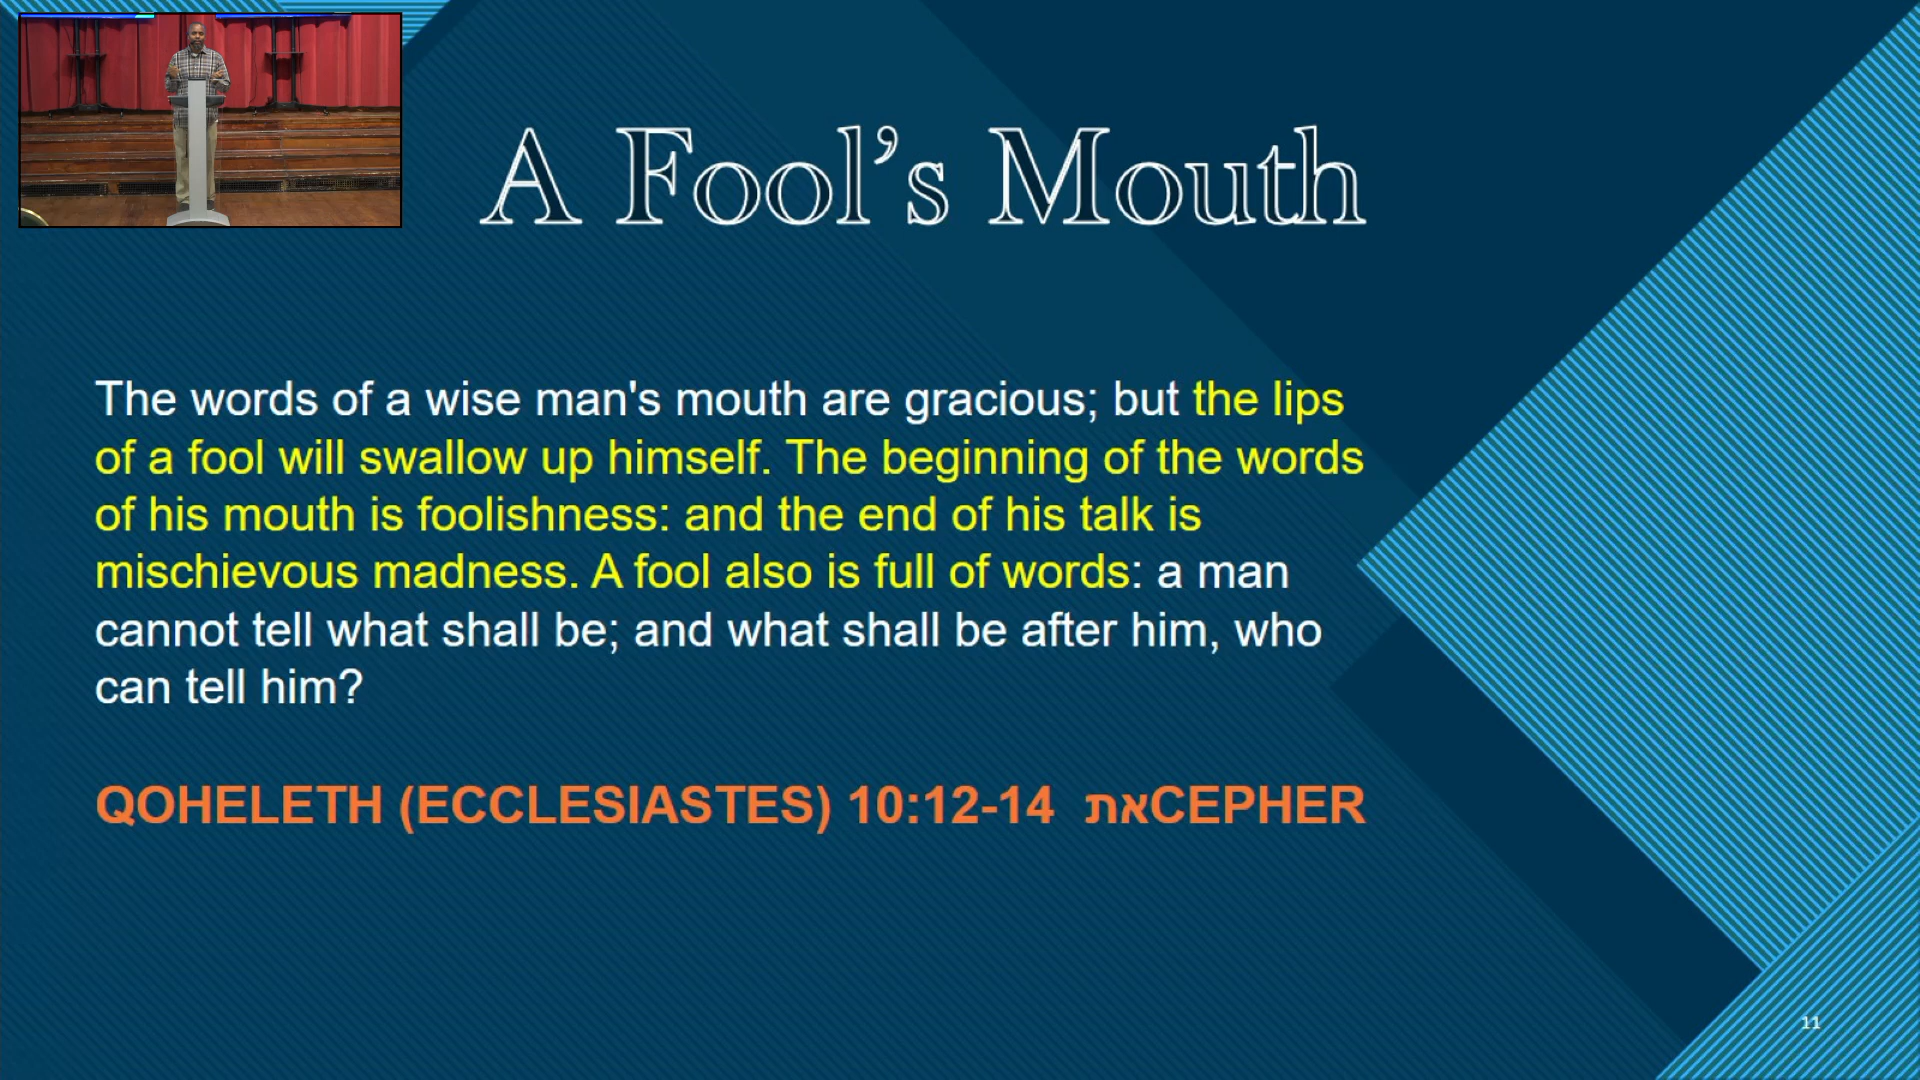 A Fool’s Mouth
The words of a wise man's mouth are gracious; but the lips
of a fool will swallow up himself. The beginning of the words
of his mouth is foolishness: and the end of his talk is
mischievous madness. A fool also is full of words: a man
cannot tell what shall be; and what shall be after him, who
can tell him?
QOHELETH (ECCLESIASTES) 10:12-14 את CEPHER
11